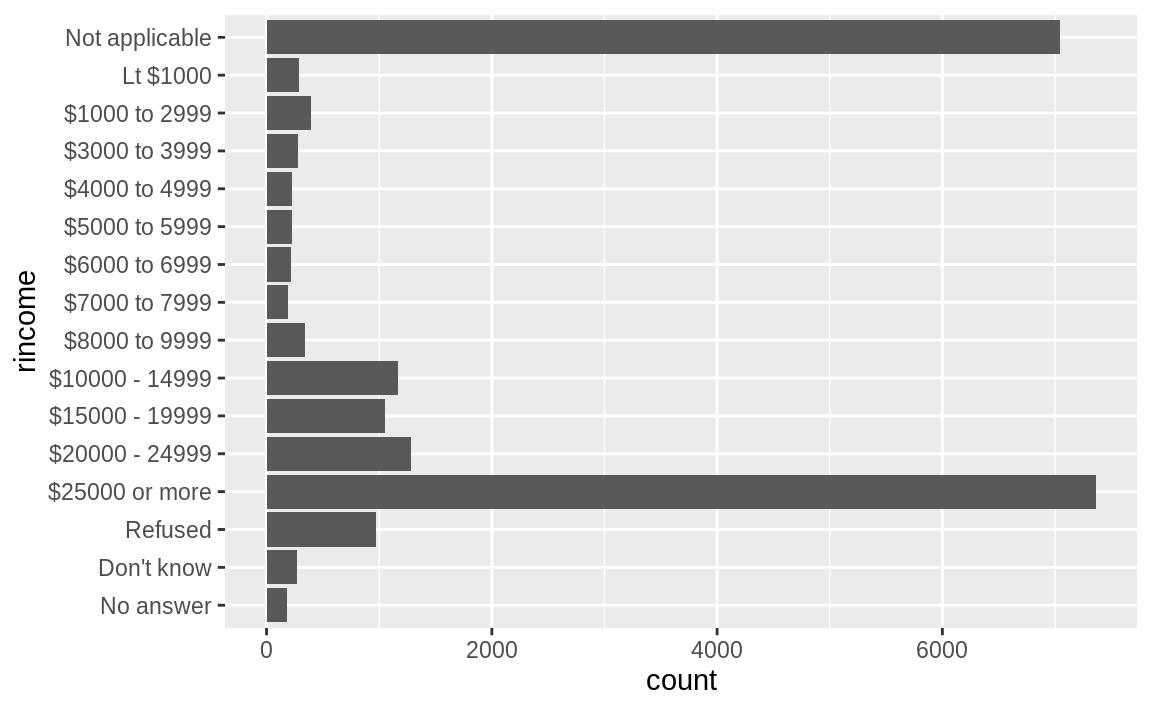 Not applicable
Lt $1000
$1000 to 2999
$3000 to 3999
$4000 to 4999
$5000 to 5999
$6000 to 6999
$7000 to 7999
$8000 to 9999
$10000 - 14999
$15000 - 19999
$20000 - 24999
$25000 or more
Refused
Don't know
No answer
rincome
0 2000 4000 6000
count